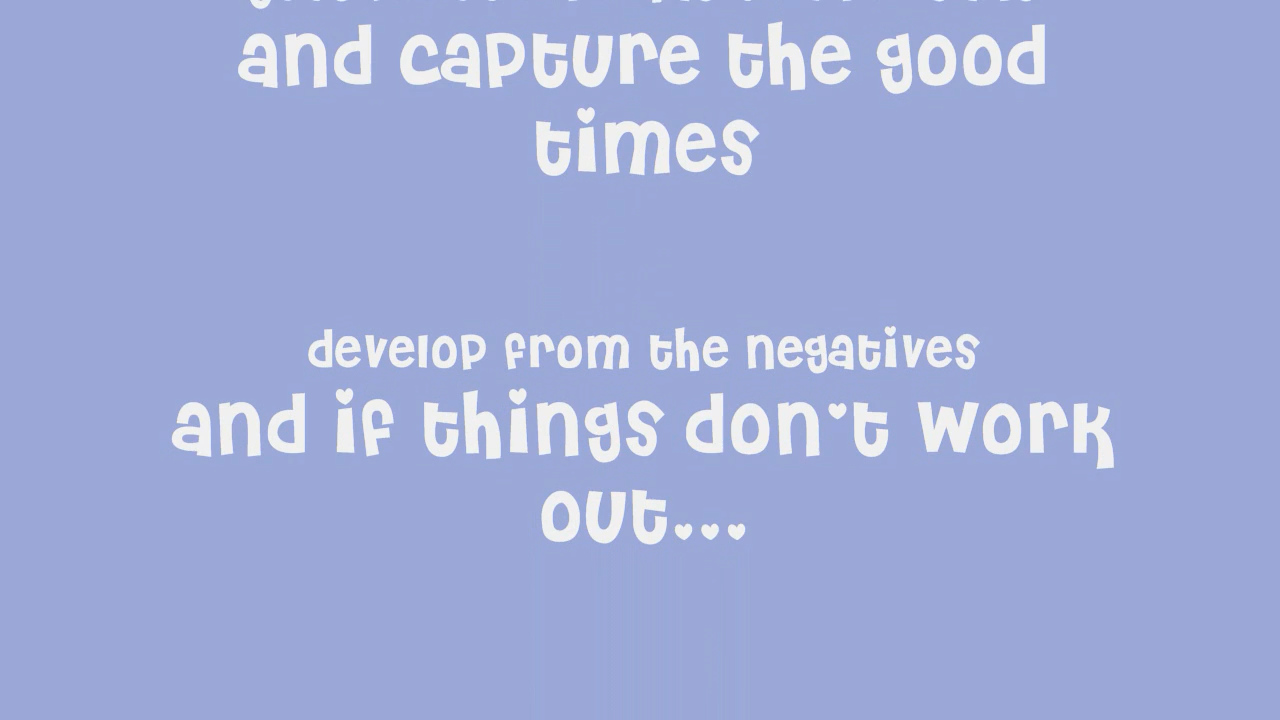 and capture the good
times
develop from the negatives
and if things don't work
out...